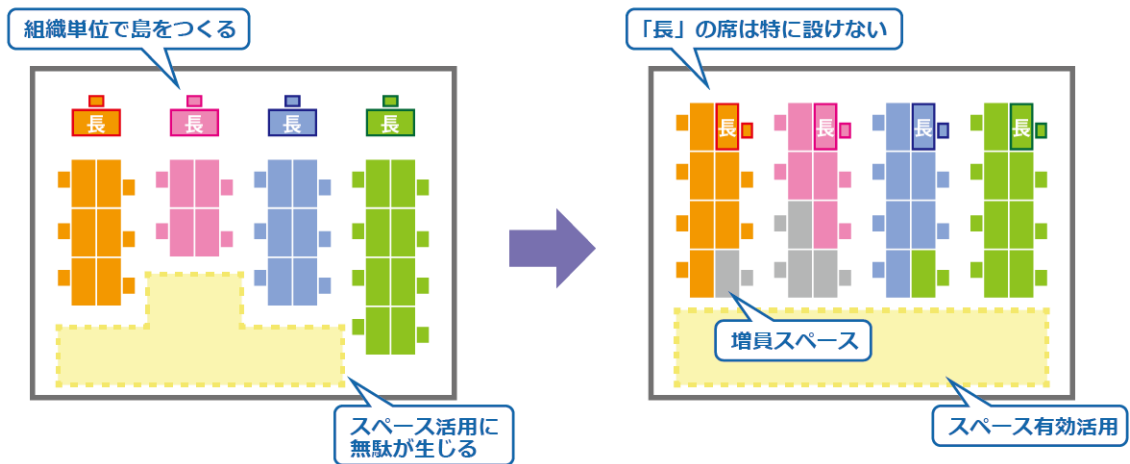 組織単位で島をつくる
長
長
長
長
スペース活用に
無駄が生じる
「長」の席は特に設けない
長
長
長
長
増員スペース
スペース有効活用